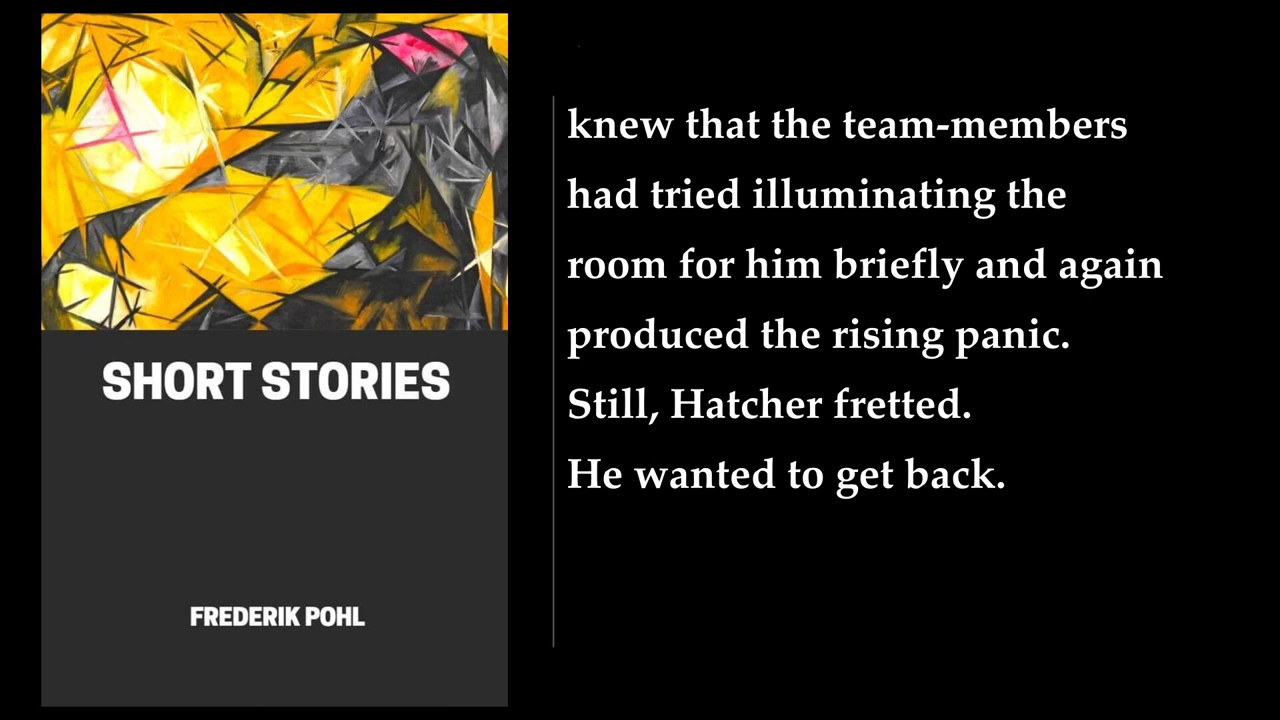 SHORT STORIES
FREDERIK POHL
knew that the team-members
had tried illuminating the
room for him briefly and again
produced the rising panic.
Still, Hatcher fretted.
He wanted to get back.